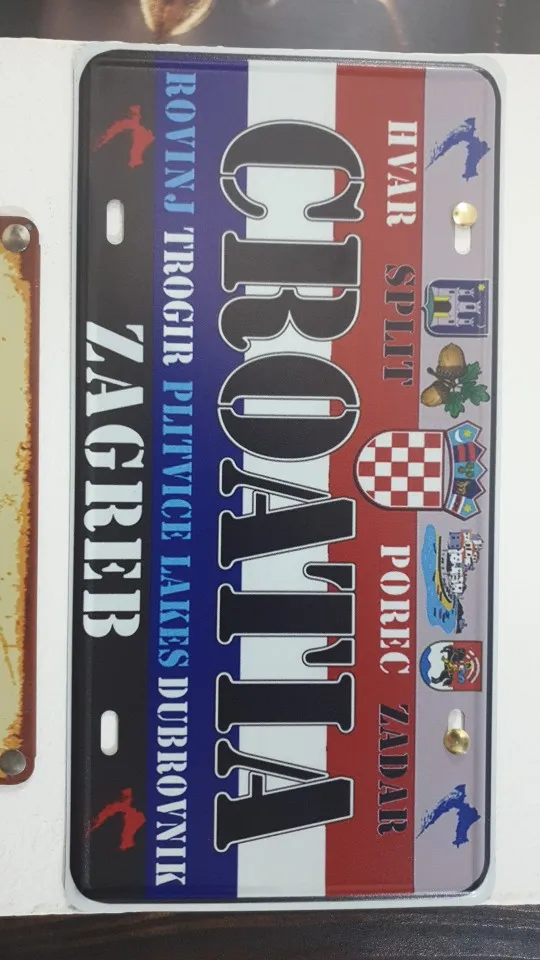 HVAR SPLIT POREC ZADAR
CROATIA
ROVINJ TROGIR PLITVICE LAKES DUBROVNIK
ZAGREB